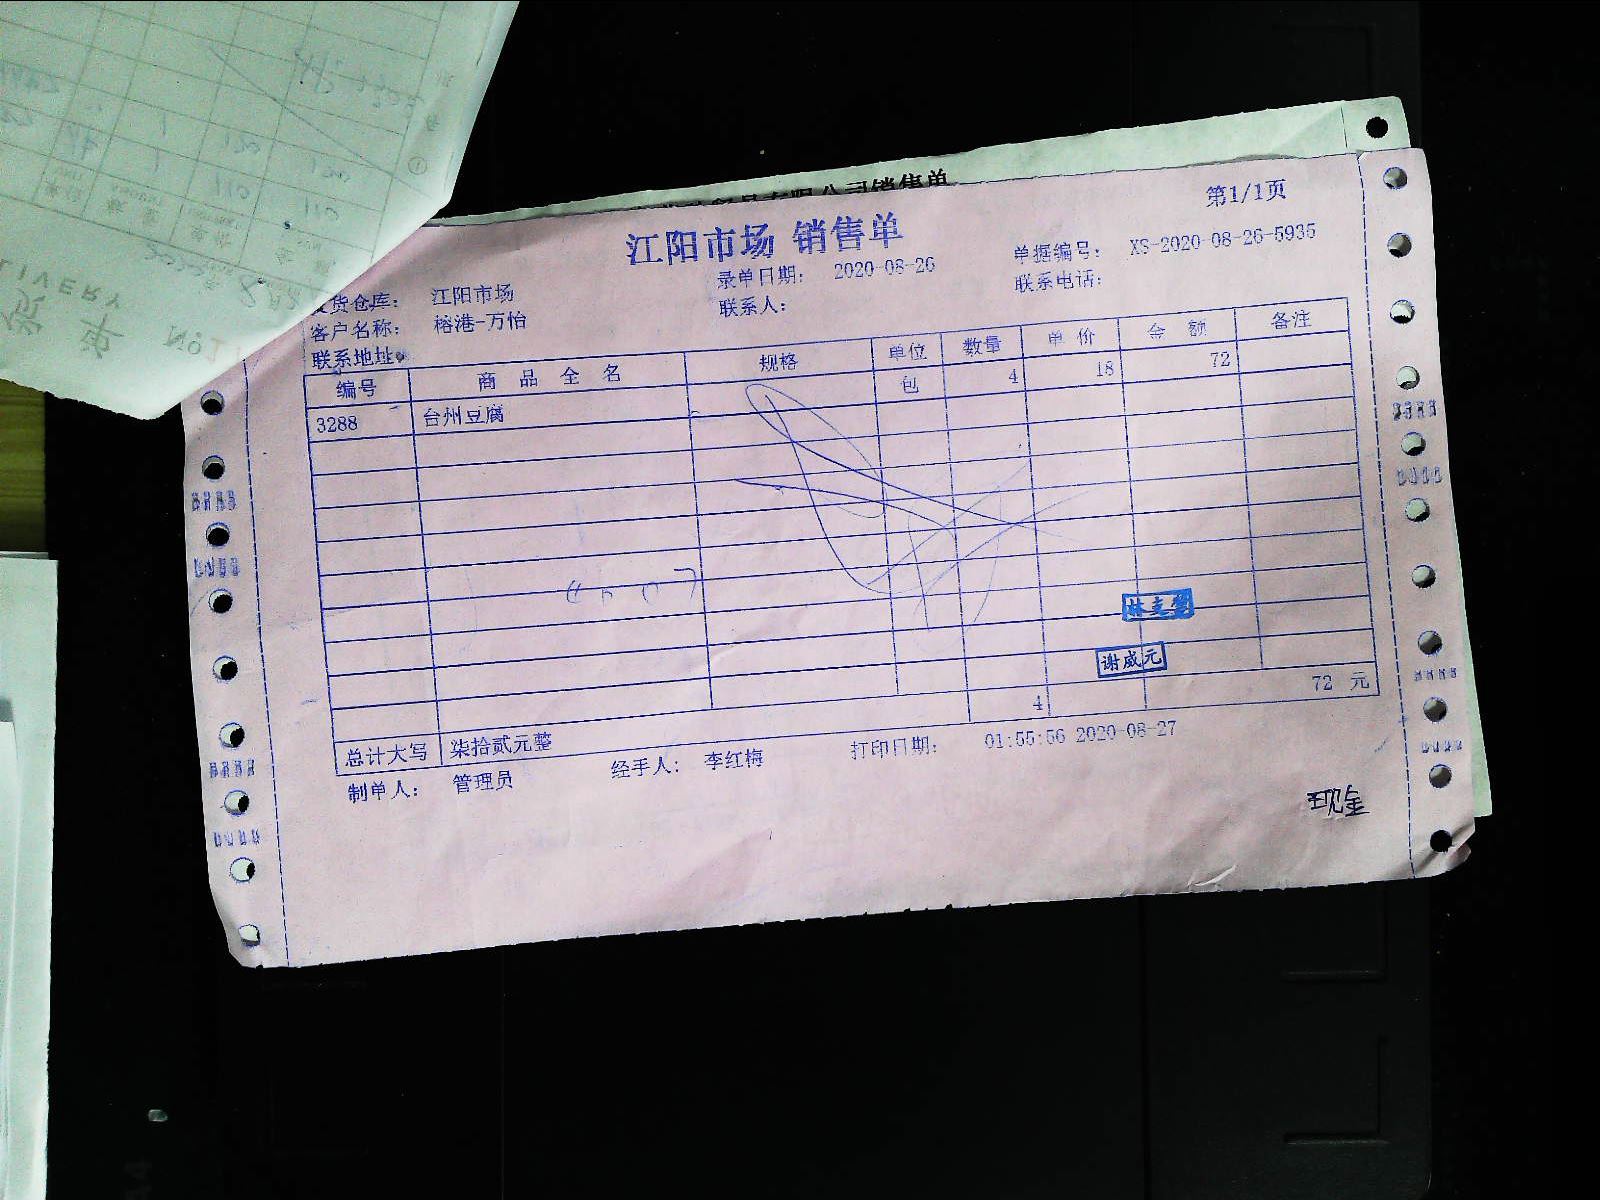 销售单
第1/1页
江阳市场 销售单
录单日期： 2020-08-26 单据编号： XS-2020-08-26-5935
发货仓库： 江阳市场 联系人： 联系电话：
客户名称： 榕港-万怡
联系地址：
编号 商品全名 规格 单位 数量 单价 金额 备注
3288 台州豆腐 包 4 18 72
谢威元
4 72 元
总计大写 柒拾贰元整
制单人： 管理员 经手人： 李红梅 打印日期： 01:55:56 2020-08-27
LIVERY
No